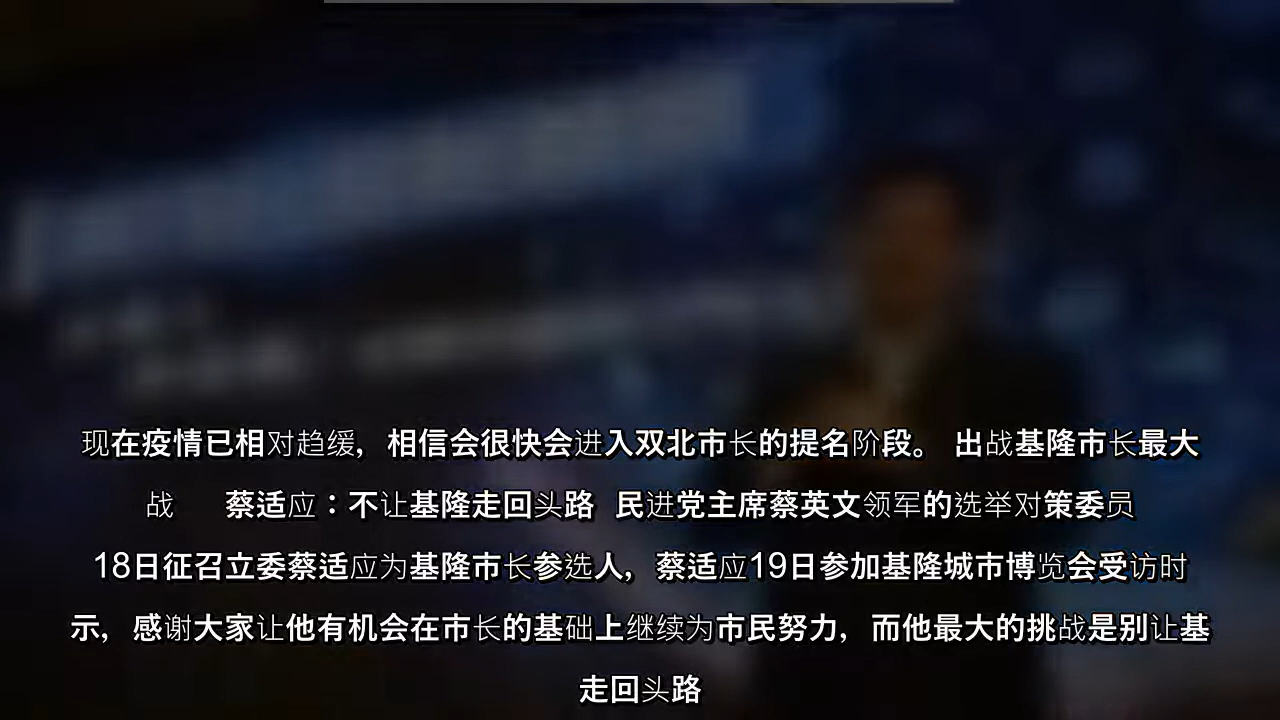 现在疫情已相对趋缓，相信会很快会进入双北市长的提名阶段。 出战基隆市长最大
战　蔡适应：不让基隆走回头路 民进党主席蔡英文领军的选举对策委员
18日征召立委蔡适应为基隆市长参选人，蔡适应19日参加基隆城市博览会受访时
示，感谢大家让他有机会在市长的基础上继续为市民努力，而他最大的挑战是别让基
走回头路